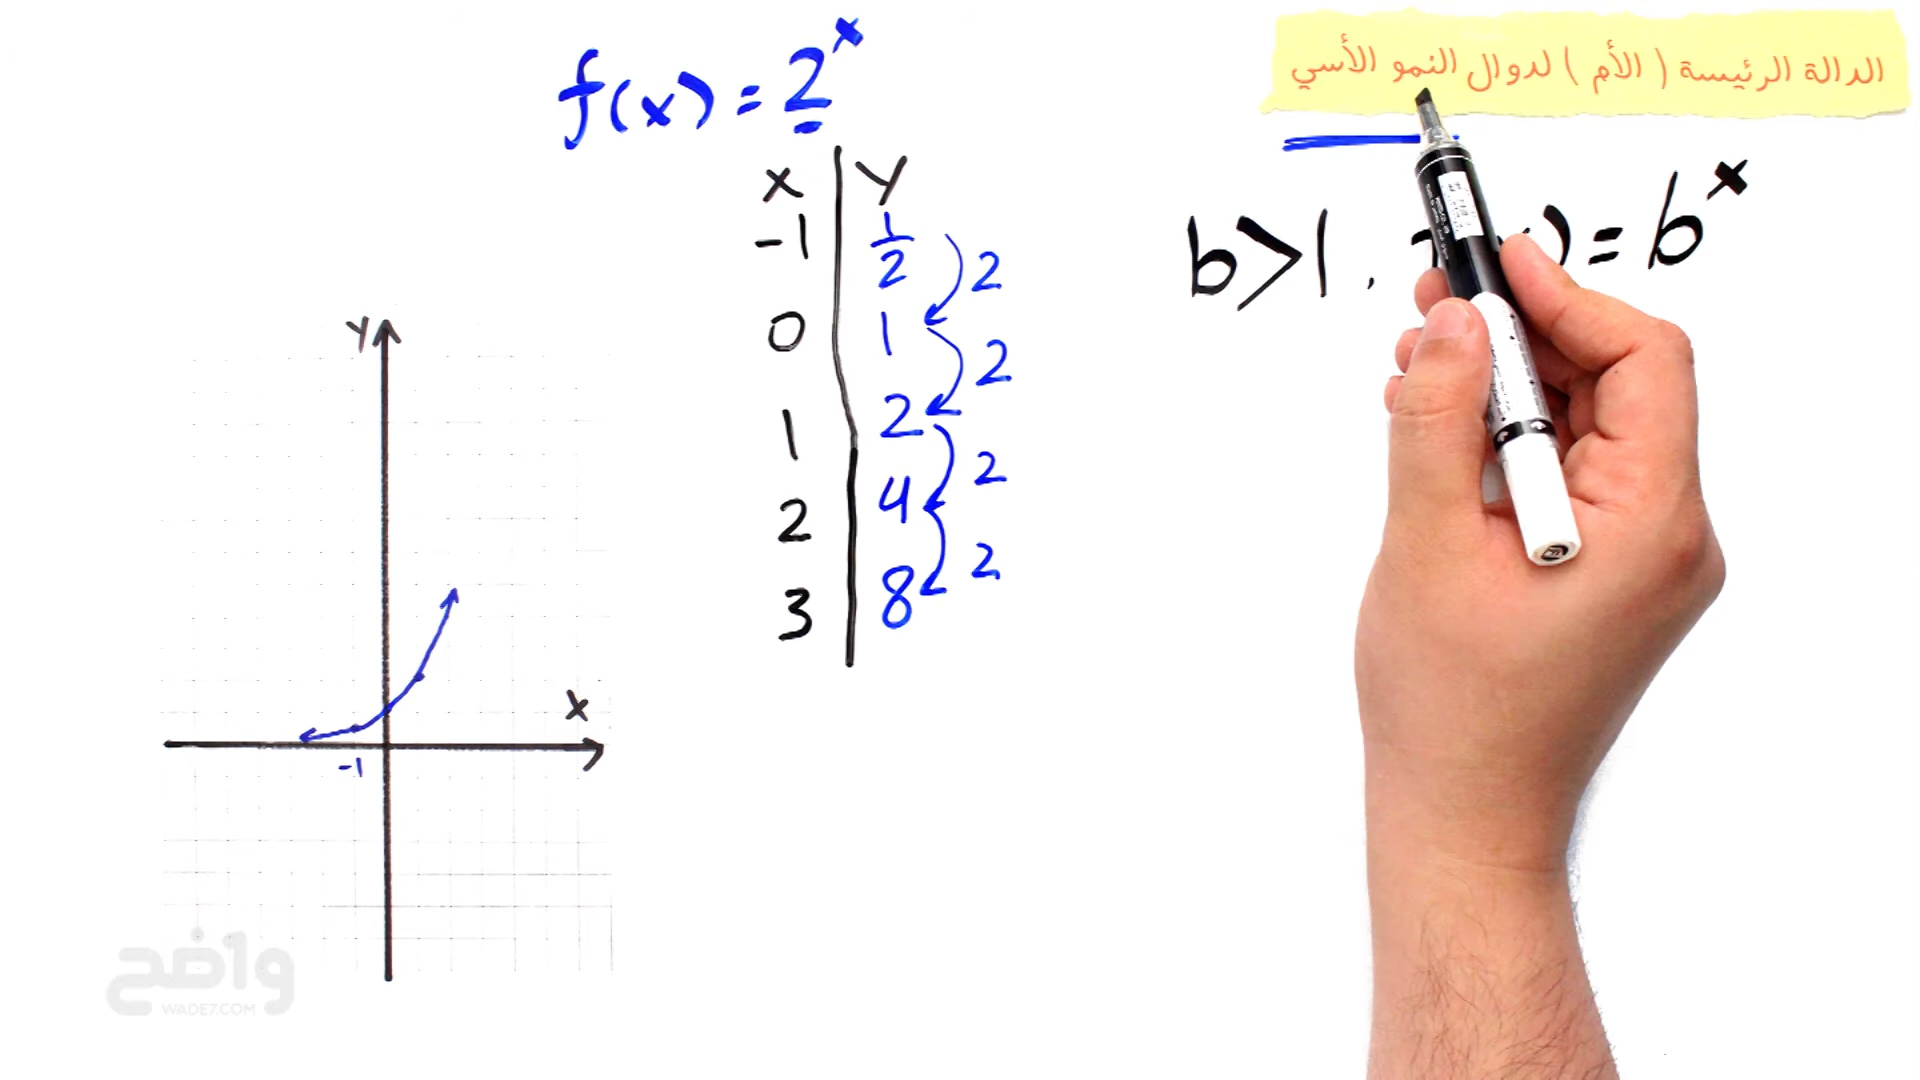 الدالة الرئيسة ( الأم ) لدوال النمو الأسي
f(x) = 2^x
b>1 , ) = b^x
x | y
-1 | 1/2
0 | 1
1 | 2
2 | 4
3 | 8
2
2
2
2
y
x
-1
واضح
WADE7.COM